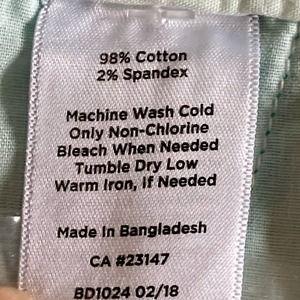 98% Cotton
2% Spandex
Machine Wash Cold
Only Non-Chlorine
Bleach When Needed
Tumble Dry Low
Warm Iron, If Needed
Made In Bangladesh
CA #23147
BD1024 02/18